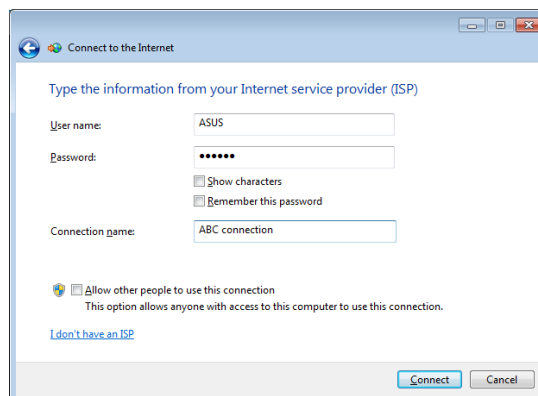 Connect to the Internet
Type the information from your Internet service provider (ISP)
User name: ASUS
Password: ••••••
Show characters
Remember this password
Connection name: ABC connection
Allow other people to use this connection
This option allows anyone with access to this computer to use this connection.
I don't have an ISP
Connect Cancel